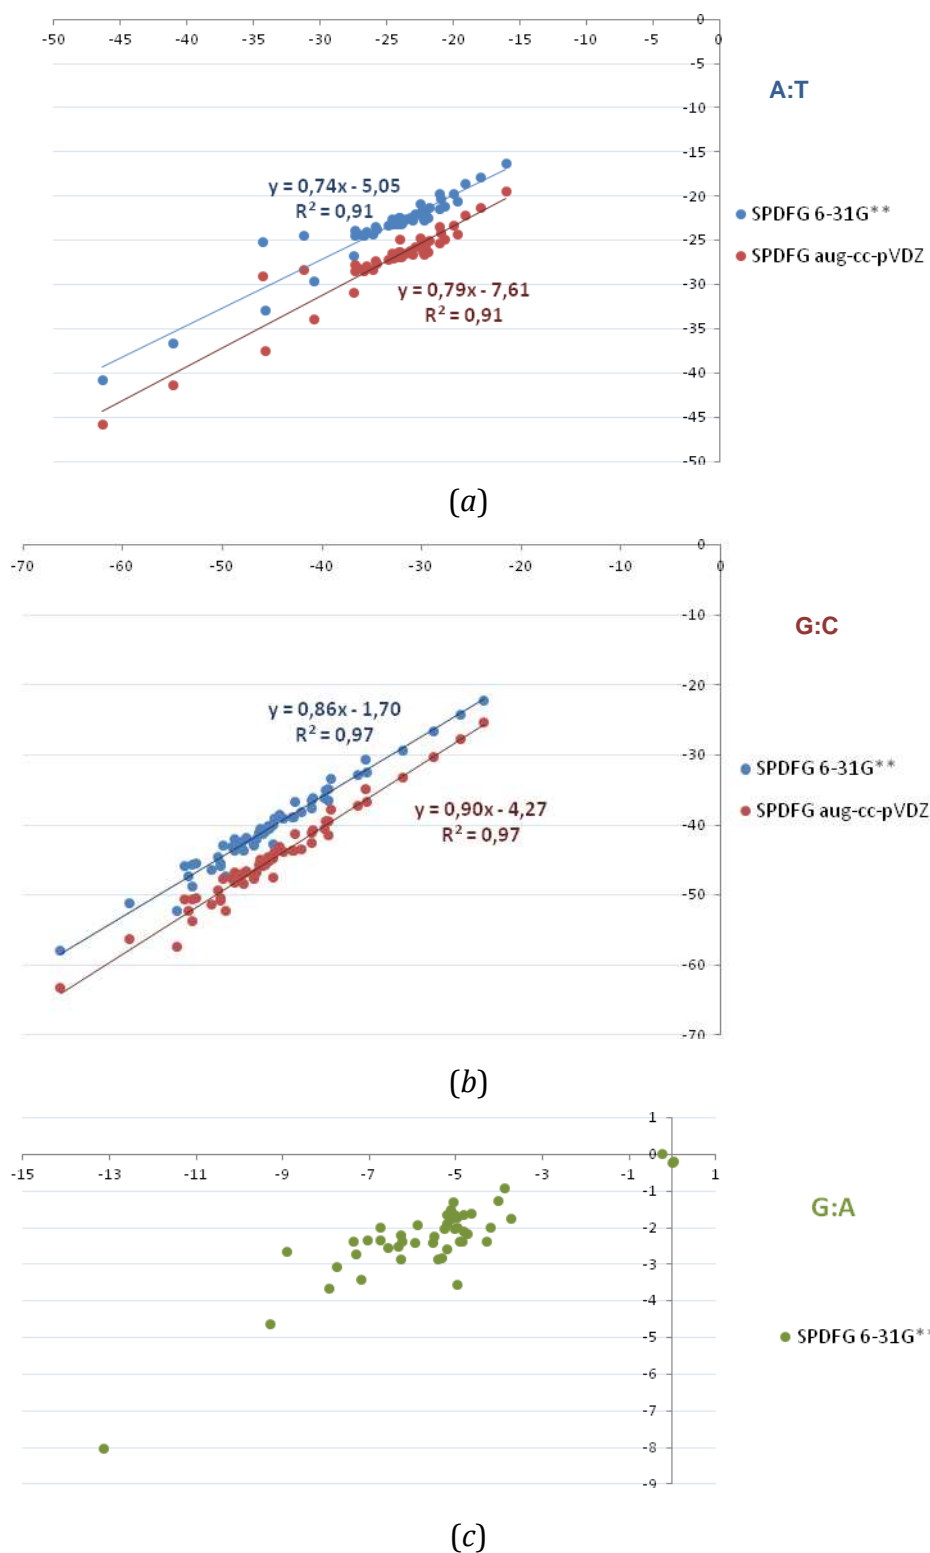 0
-50 -45 -40 -35 -30 -25 -20 -15 -10 -5 0
-5
A:T
-10
-15
y = 0,74x - 5,05
R² = 0,91
-20
SPDFG 6-31G**
-25
SPDFG aug-cc-pVDZ
y = 0,79x - 7,61
R² = 0,91
-30
-35
-40
-45
-50
(a)
0
-70 -60 -50 -40 -30 -20 -10 0
-10
G:C
-20
y = 0,86x - 1,70
R² = 0,97
-30
SPDFG 6-31G**
y = 0,90x - 4,27
R² = 0,97
SPDFG aug-cc-pVDZ
-40
-50
-60
-70
(b)
1
0
-15 -13 -11 -9 -7 -5 -3 -1 1
-1
G:A
-2
-3
-4
-5
SPDFG 6-31G**
-6
-7
-8
-9
(c)